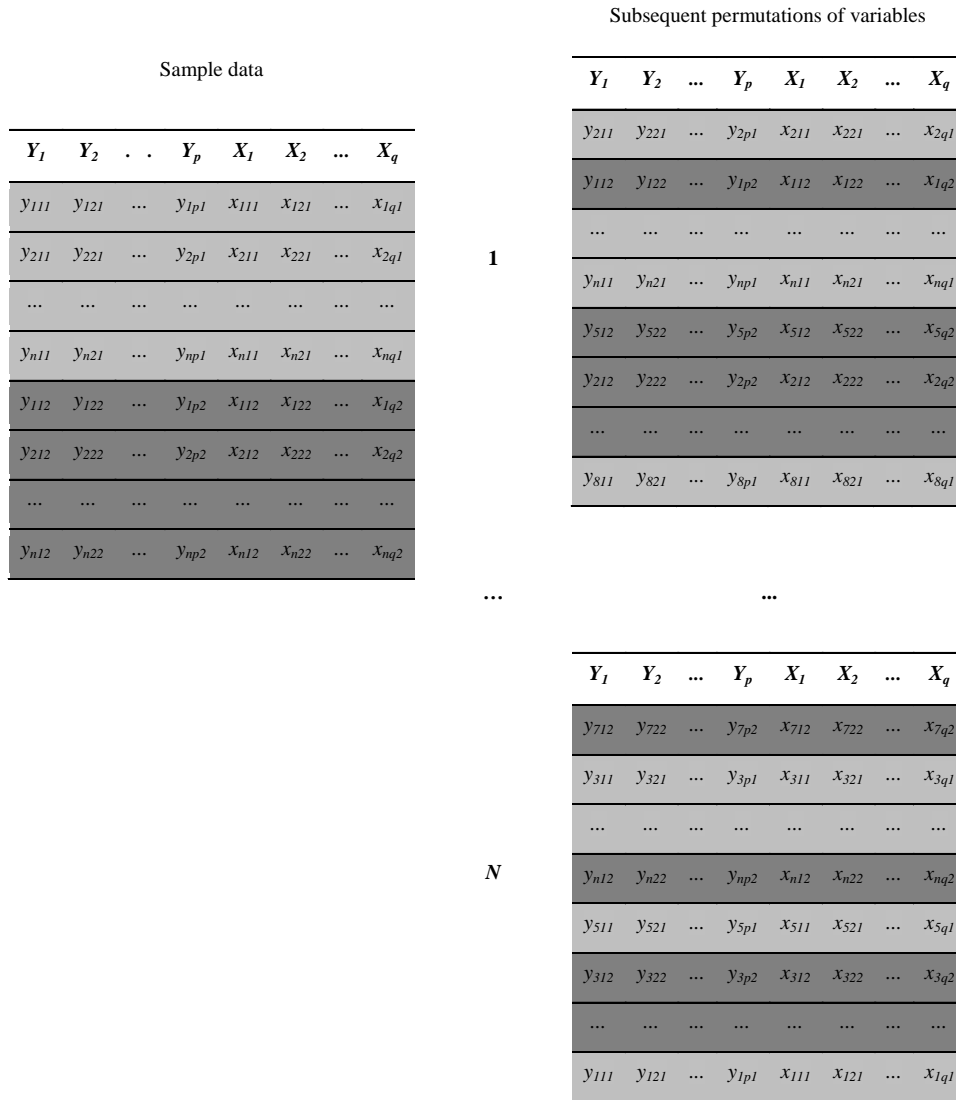 Subsequent permutations of variables
Sample data
Y1 Y2 . . Yp X1 X2 ... Xq
y111 y121 ... y1p1 x111 x121 ... x1q1
y211 y221 ... y2p1 x211 x221 ... x2q1
... ... ... ... ... ... ... ...
yn11 yn21 ... ynp1 xn11 xn21 ... xnq1
y112 y122 ... y1p2 x112 x122 ... x1q2
y212 y222 ... y2p2 x212 x222 ... x2q2
... ... ... ... ... ... ... ...
yn12 yn22 ... ynp2 xn12 xn22 ... xnq2
1
Y1 Y2 ... Yp X1 X2 ... Xq
y211 y221 ... y2p1 x211 x221 ... x2q1
y112 y122 ... y1p2 x112 x122 ... x1q2
... ... ... ... ... ... ... ...
yn11 yn21 ... ynp1 xn11 xn21 ... xnq1
y512 y522 ... y5p2 x512 x522 ... x5q2
y212 y222 ... y2p2 x212 x222 ... x2q2
... ... ... ... ... ... ... ...
y811 y821 ... y8p1 x811 x821 ... x8q1
... ...
N
Y1 Y2 ... Yp X1 X2 ... Xq
y712 y722 ... y7p2 x712 x722 ... x7q2
y311 y321 ... y3p1 x311 x321 ... x3q1
... ... ... ... ... ... ... ...
yn12 yn22 ... ynp2 xn12 xn22 ... xnq2
y511 y521 ... y5p1 x511 x521 ... x5q1
y312 y322 ... y3p2 x312 x322 ... x3q2
... ... ... ... ... ... ... ...
y111 y121 ... y1p1 x111 x121 ... x1q1